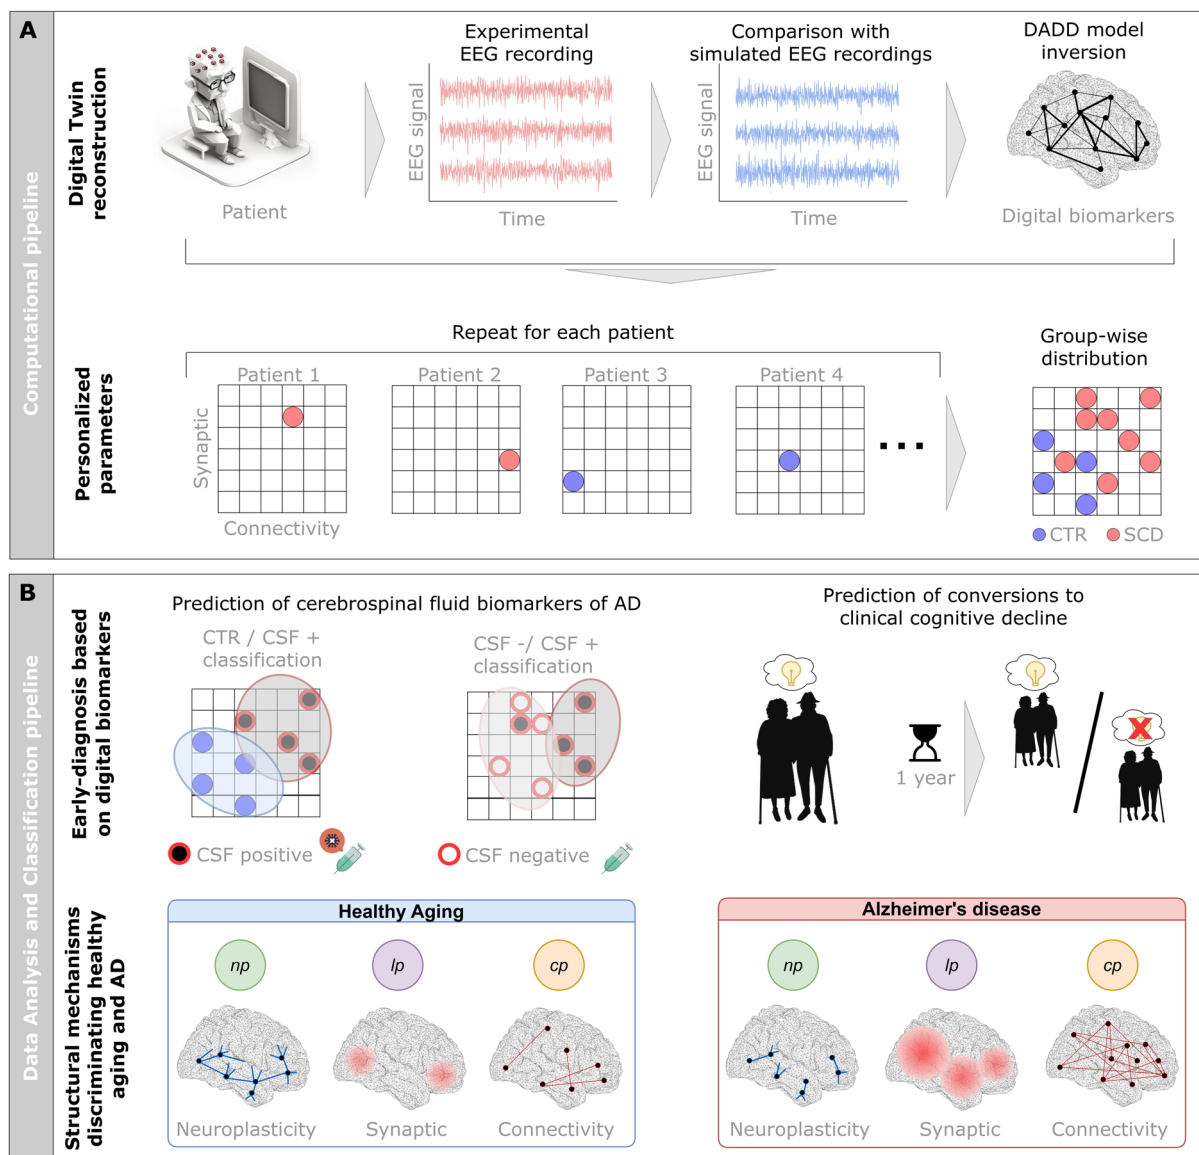 A
Computational pipeline
Digital Twin
reconstruction
Experimental
EEG recording
Comparison with
simulated EEG recordings
DADD model
inversion
EEG signal
EEG signal
Patient
Time
Time
Digital biomarkers
Personalized
parameters
Repeat for each patient
Group-wise
distribution
Patient 1
Patient 2
Patient 3
Patient 4
Synaptic
...
Connectivity
CTR
SCD
B
Data Analysis and Classification pipeline
Early-diagnosis based
on digital biomarkers
Prediction of cerebrospinal fluid biomarkers of AD
CTR / CSF +
classification
CSF -/ CSF +
classification
Prediction of conversions to
clinical cognitive decline
1 year
CSF positive
CSF negative
Structural mechanisms
discriminating healthy
aging and AD
Healthy Aging
np
lp
cp
Neuroplasticity
Synaptic
Connectivity
Alzheimer's disease
np
lp
cp
Neuroplasticity
Synaptic
Connectivity